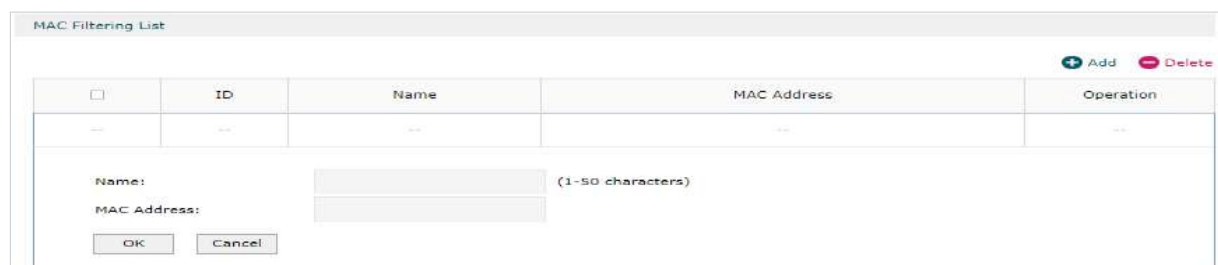 MAC Filtering List
Add Delete
ID Name MAC Address Operation
-- -- -- -- --
Name: (1-50 characters)
MAC Address:
OK Cancel